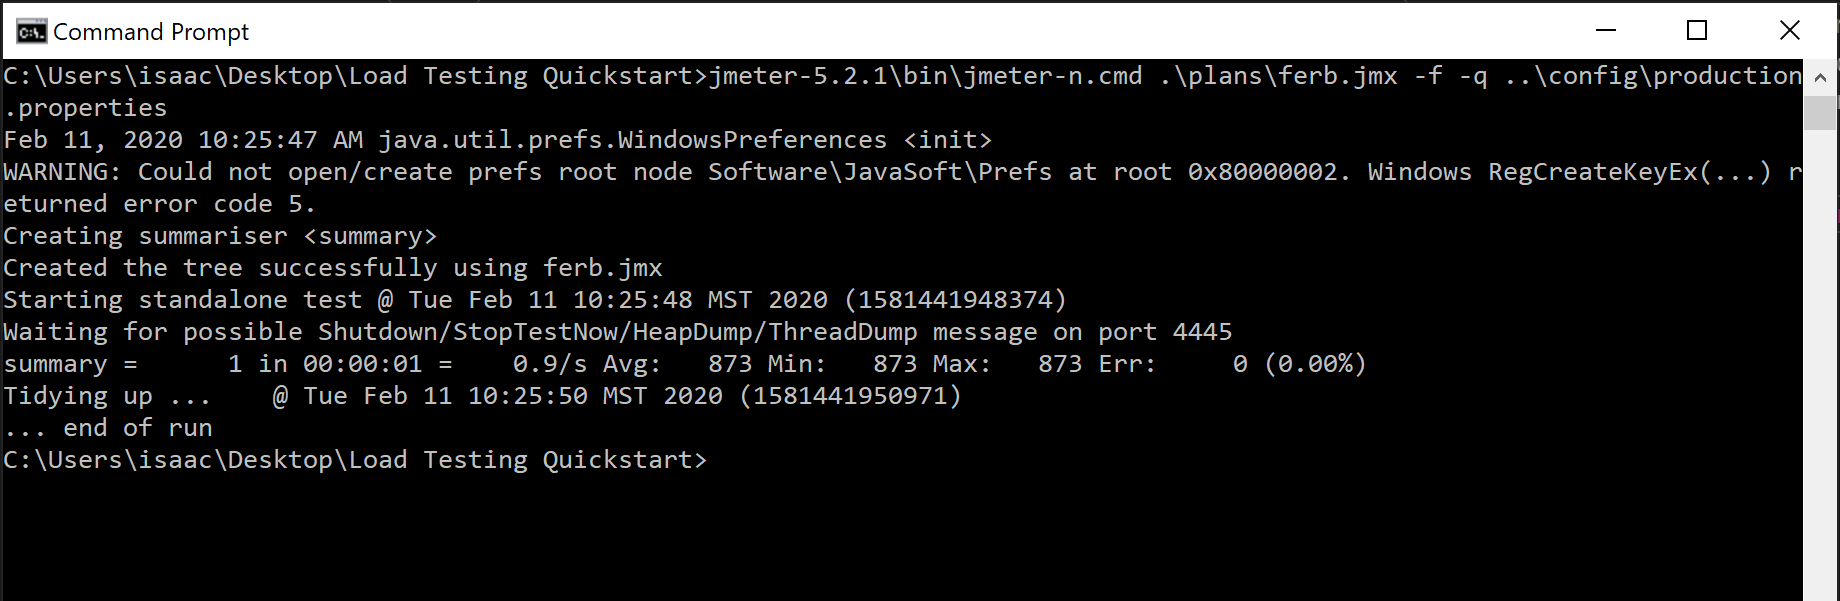 Command Prompt
C:\Users\isaac\Desktop\Load Testing Quickstart>jmeter-5.2.1\bin\jmeter-n.cmd .\plans\ferb.jmx -f -q ..\config\production
.properties
Feb 11, 2020 10:25:47 AM java.util.prefs.WindowsPreferences <init>
WARNING: Could not open/create prefs root node Software\JavaSoft\Prefs at root 0x80000002. Windows RegCreateKeyEx(...) r
eturned error code 5.
Creating summariser <summary>
Created the tree successfully using ferb.jmx
Starting standalone test @ Tue Feb 11 10:25:48 MST 2020 (1581441948374)
Waiting for possible Shutdown/StopTestNow/HeapDump/ThreadDump message on port 4445
summary =      1 in 00:00:01 =    0.9/s Avg:   873 Min:   873 Max:   873 Err:     0 (0.00%)
Tidying up ...    @ Tue Feb 11 10:25:50 MST 2020 (1581441950971)
... end of run
C:\Users\isaac\Desktop\Load Testing Quickstart>